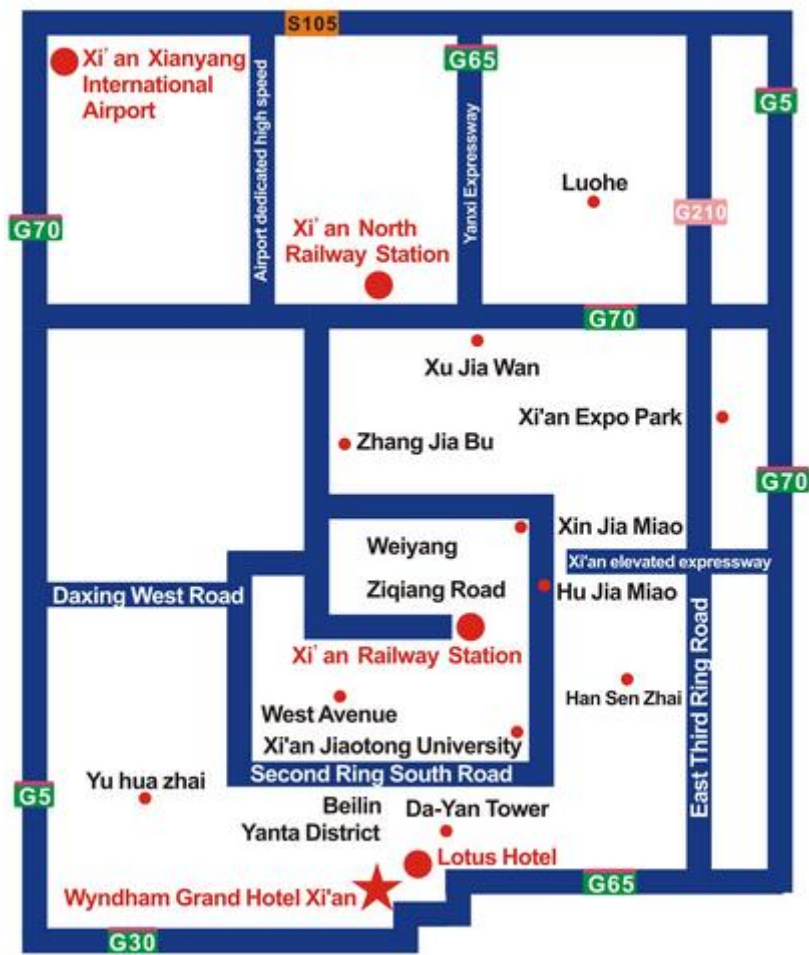 S105
Xi' an Xianyang
International
Airport
G65
G5
Airport dedicated high speed
Yanxi Expressway
Luohe
G210
G70
Xi' an North
Railway Station
G70
Xu Jia Wan
Xi'an Expo Park
Zhang Jia Bu
G70
Xin Jia Miao
Weiyang
Xi'an elevated expressway
Ziqiang Road
Hu Jia Miao
Daxing West Road
Xi' an Railway Station
East Third Ring Road
Han Sen Zhai
West Avenue
Xi'an Jiaotong University
Second Ring South Road
Yu hua zhai
G5
Beilin
Da-Yan Tower
Yanta District
Lotus Hotel
Wyndham Grand Hotel Xi'an
G65
G30